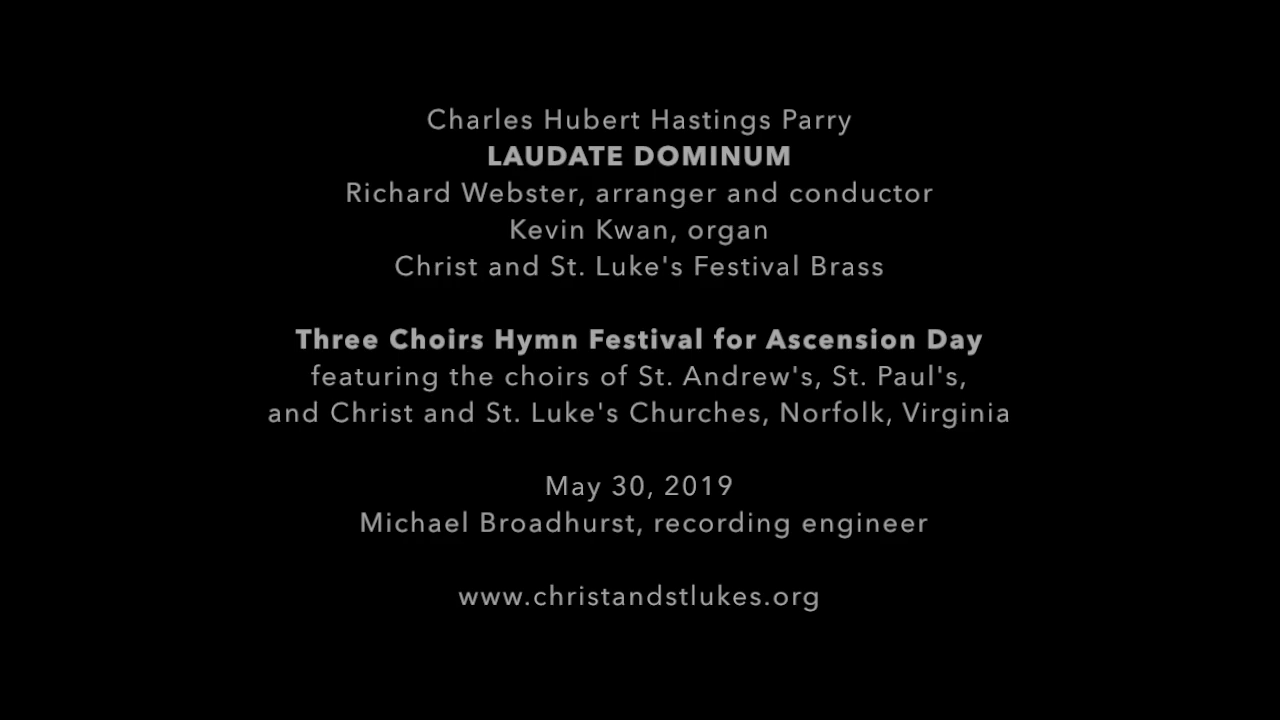 Charles Hubert Hastings Parry
LAUDATE DOMINUM
Richard Webster, arranger and conductor
Kevin Kwan, organ
Christ and St. Luke's Festival Brass
Three Choirs Hymn Festival for Ascension Day
featuring the choirs of St. Andrew's, St. Paul's,
and Christ and St. Luke's Churches, Norfolk, Virginia
May 30, 2019
Michael Broadhurst, recording engineer
www.christandstlukes.org